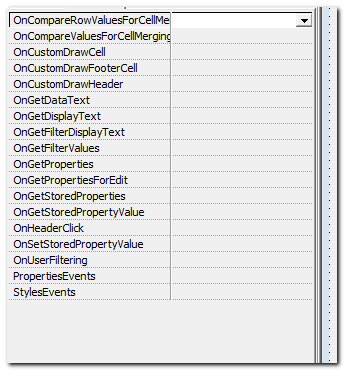 OnCompareRowValuesForCellMe
OnCompareValuesForCellMerging
OnCustomDrawCell
OnCustomDrawFooterCell
OnCustomDrawHeader
OnGetDataText
OnGetDisplayText
OnGetFilterDisplayText
OnGetFilterValues
OnGetProperties
OnGetPropertiesForEdit
OnGetStoredProperties
OnGetStoredPropertyValue
OnHeaderClick
OnSetStoredPropertyValue
OnUserFiltering
PropertiesEvents
StylesEvents